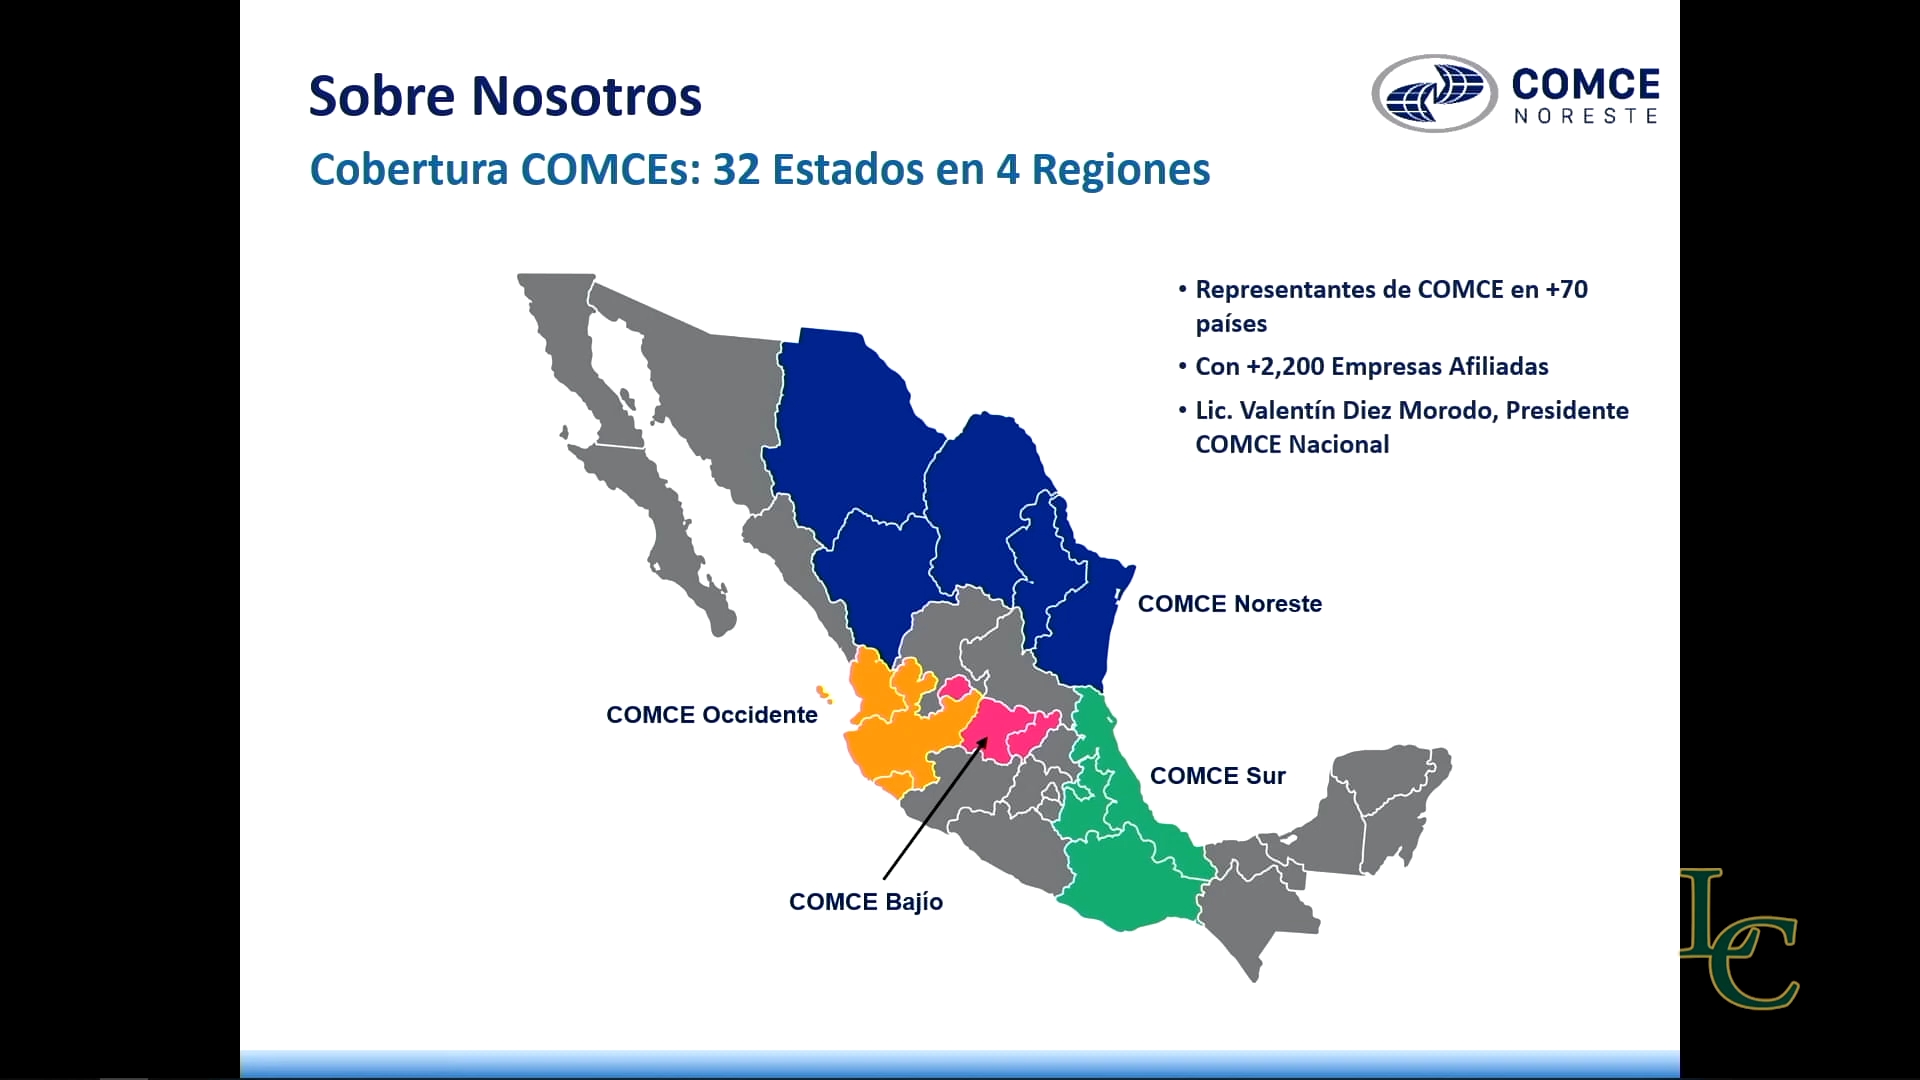 Sobre Nosotros
COMCE
NORESTE
Cobertura COMCEs: 32 Estados en 4 Regiones
• Representantes de COMCE en +70
países
• Con +2,200 Empresas Afiliadas
• Lic. Valentín Diez Morodo, Presidente
COMCE Nacional
COMCE Noreste
COMCE Occidente
COMCE Sur
COMCE Bajío
LC